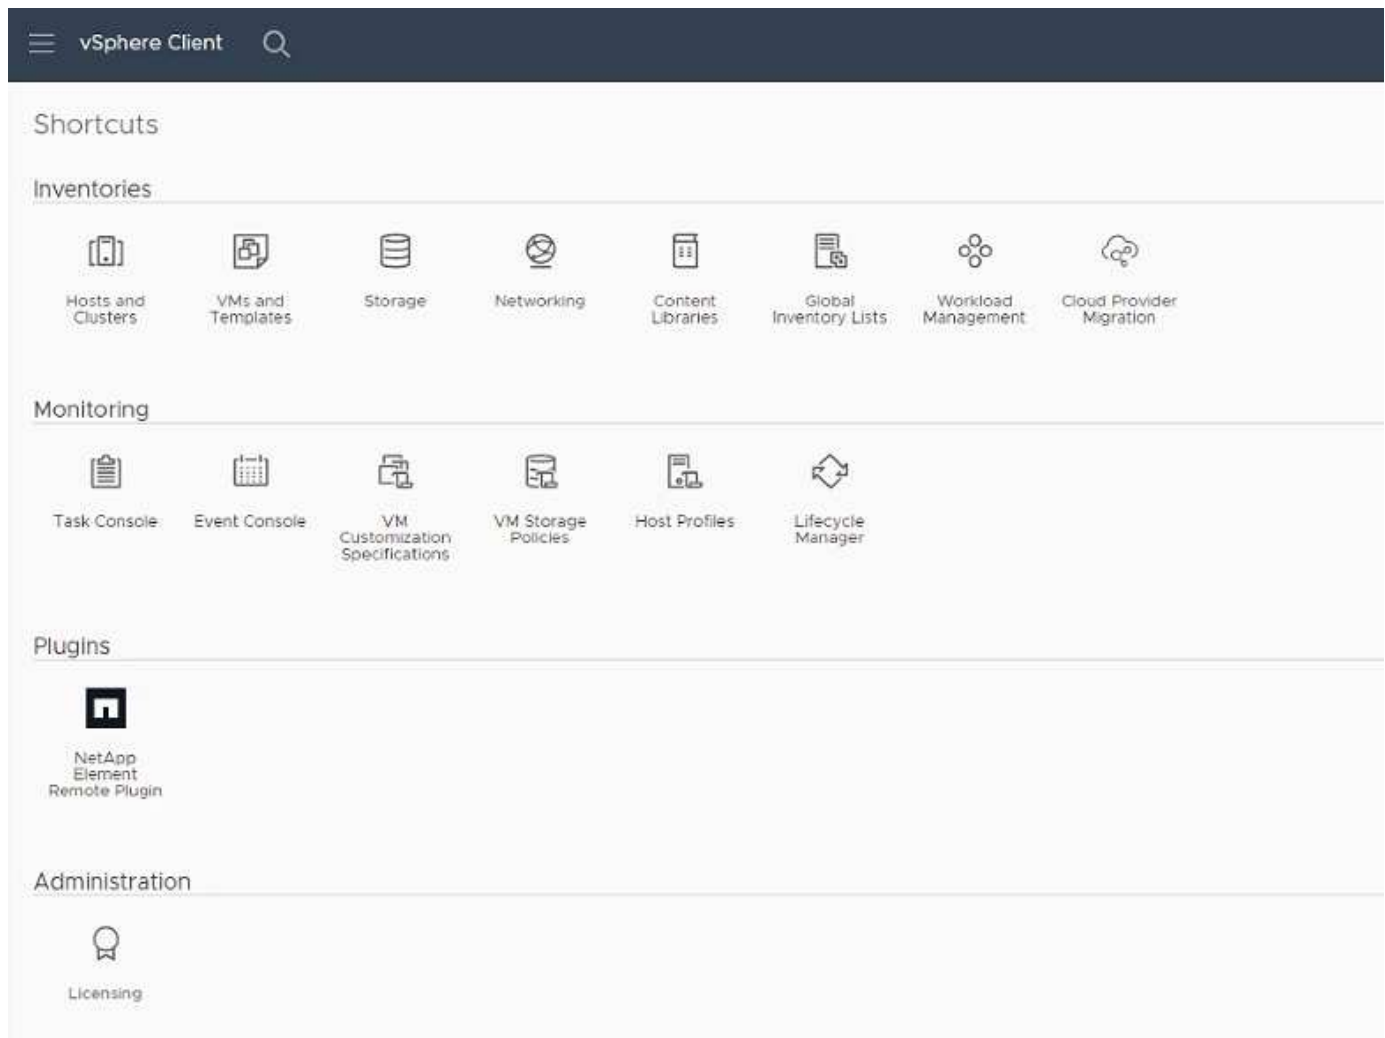 vSphere Client
Shortcuts
Inventories
Hosts and
Clusters
VMs and
Templates
Storage
Networking
Content
Libraries
Global
Inventory Lists
Workload
Management
Cloud Provider
Migration
Monitoring
Task Console
Event Console
VM
Customization
Specifications
VM Storage
Policies
Host Profiles
Lifecycle
Manager
Plugins
NetApp
Element
Remote Plugin
Administration
Licensing